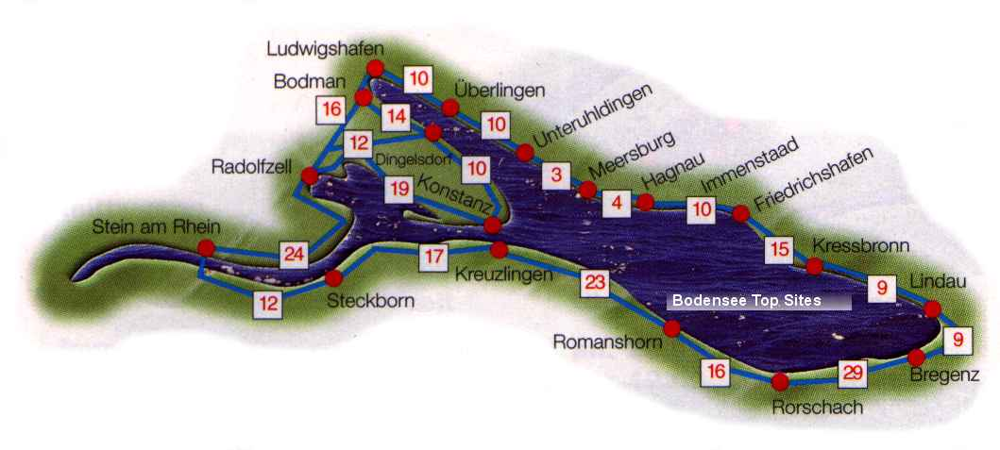 Ludwigshafen
10
Bodman
Überlingen
16
14
10
Unteruhldingen
12
Dingelsdorf
Radolfzell
10
3
Meersburg
19
Konstanz
4
Hagnau
10
Immenstaad
Friedrichshafen
Stein am Rhein
24
17
Kreuzlingen
15
Kressbronn
12
Steckborn
23
9
Lindau
Bodensee Top Sites
Romanshorn
9
16
29
Bregenz
Rorschach